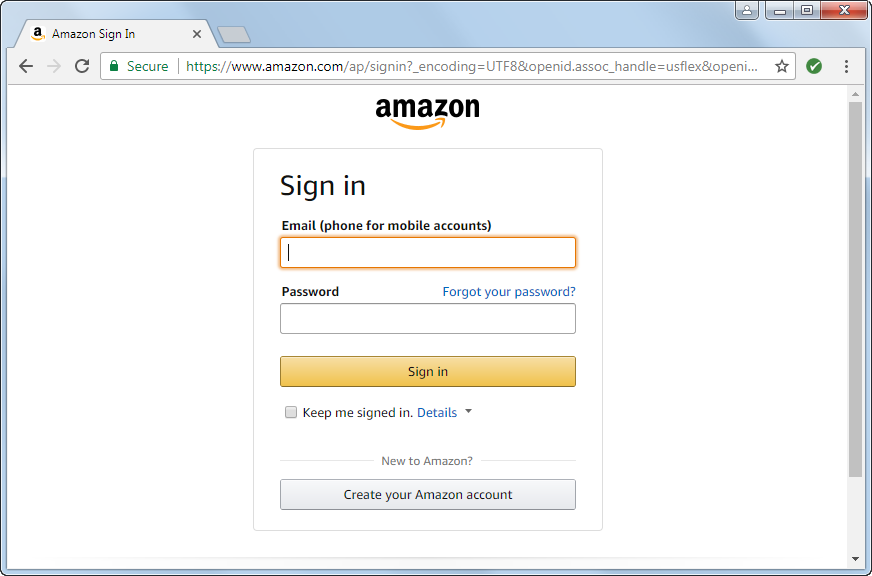 Amazon Sign In
Secure
https://www.amazon.com/ap/signin?_encoding=UTF8&openid.assoc_handle=usflex&openi...
amazon
Sign in
Email (phone for mobile accounts)
Password
Forgot your password?
Sign in
Keep me signed in. Details
New to Amazon?
Create your Amazon account